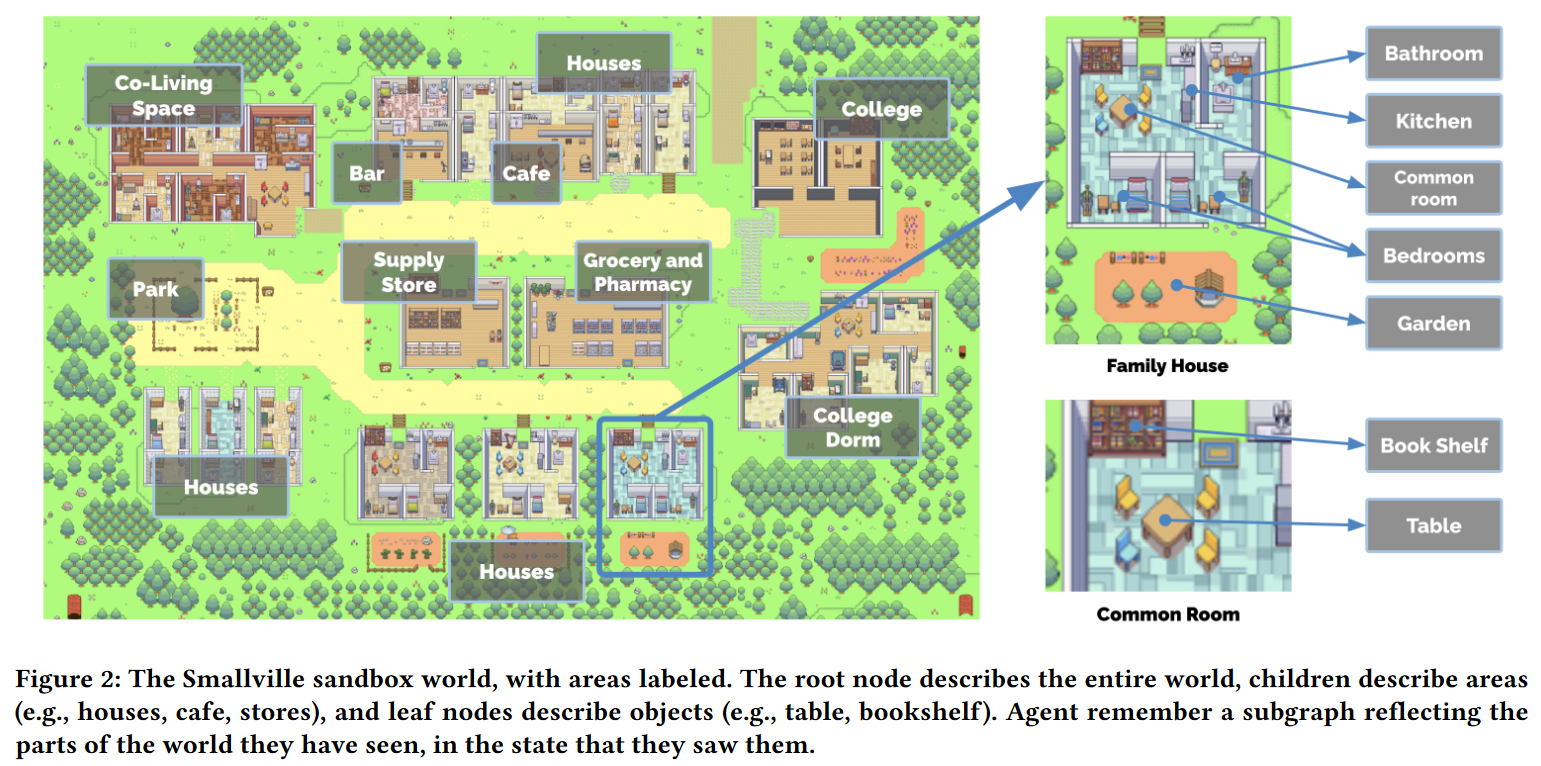 Co-Living
Space
Houses
College
Bar
Cafe
Park
Supply
Store
Grocery and
Pharmacy
Houses
College
Dorm
Houses
Bathroom
Kitchen
Common
room
Bedrooms
Garden
Family House
Book Shelf
Table
Common Room
Figure 2: The Smallville sandbox world, with areas labeled. The root node describes the entire world, children describe areas
(e.g., houses, cafe, stores), and leaf nodes describe objects (e.g., table, bookshelf). Agent remember a subgraph reflecting the
parts of the world they have seen, in the state that they saw them.